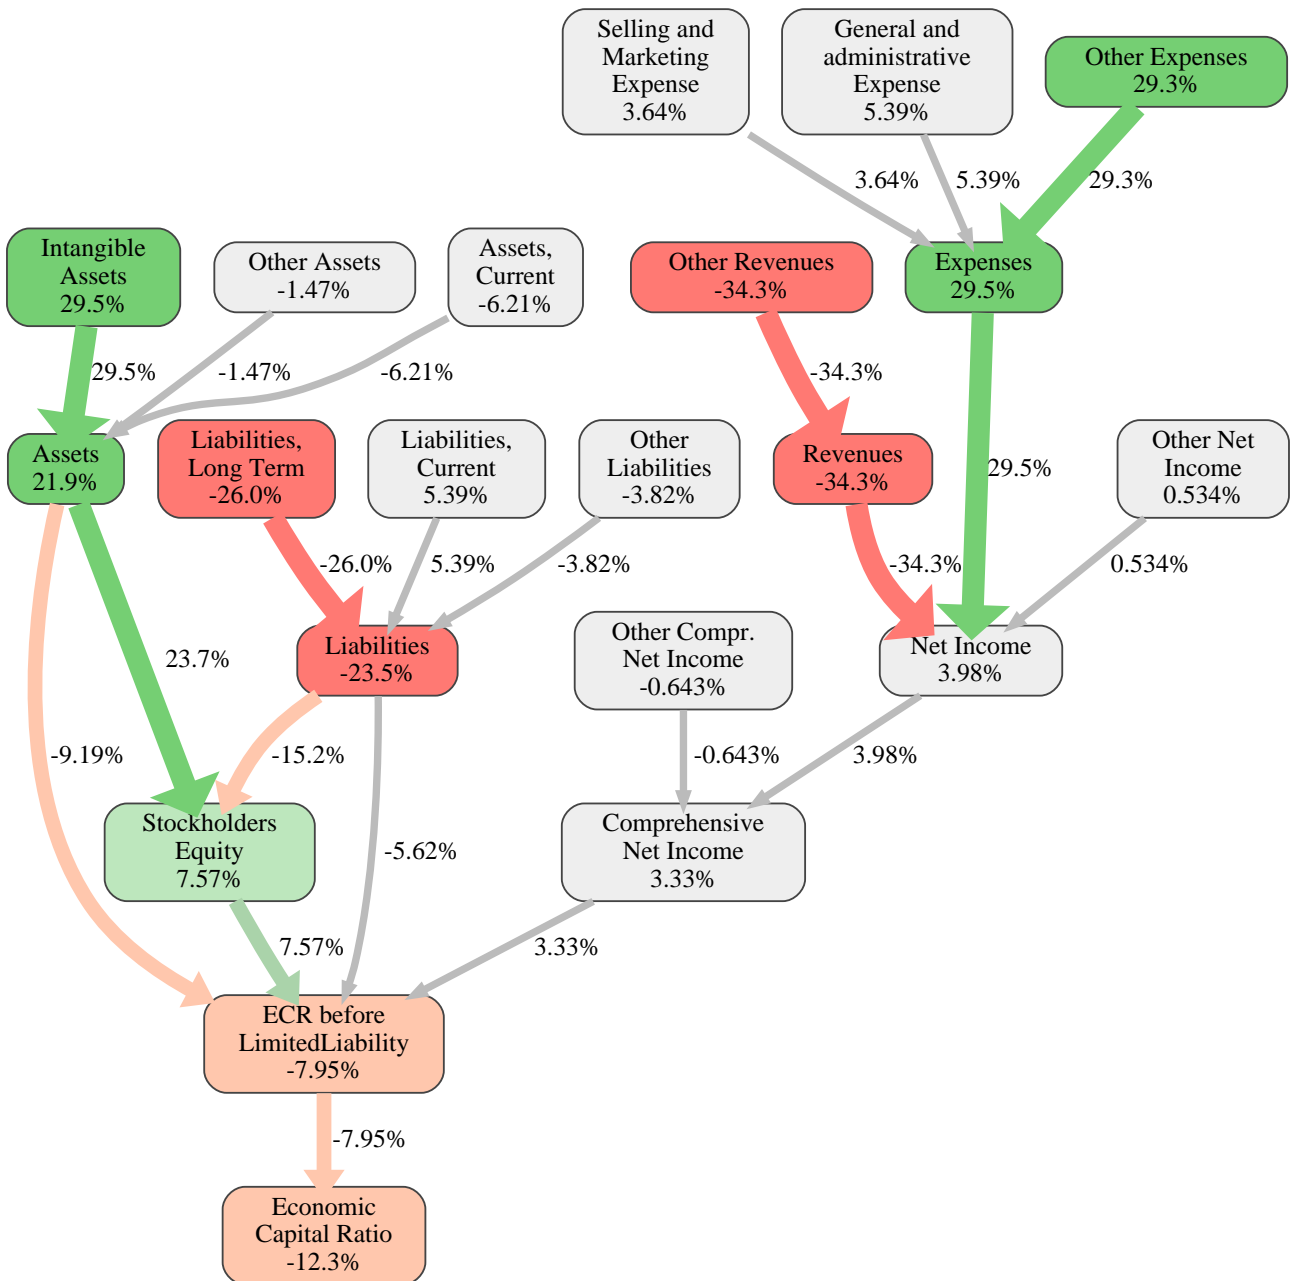 Selling and
Marketing
Expense
3.64%
General and
administrative
Expense
5.39%
Other Expenses
29.3%
3.64%
5.39%
29.3%
Intangible
Assets
29.5%
Other Assets
-1.47%
Assets,
Current
-6.21%
Other Revenues
-34.3%
Expenses
29.5%
29.5%
-1.47%
-6.21%
-34.3%
Assets
21.9%
Liabilities,
Long Term
-26.0%
Liabilities,
Current
5.39%
Other
Liabilities
-3.82%
Revenues
-34.3%
29.5%
Other Net
Income
0.534%
-26.0%
5.39%
-3.82%
-34.3%
0.534%
23.7%
Liabilities
-23.5%
Other Compr.
Net Income
-0.643%
Net Income
3.98%
-9.19%
-15.2%
-0.643%
3.98%
Stockholders
Equity
7.57%
-5.62%
Comprehensive
Net Income
3.33%
7.57%
3.33%
ECR before
LimitedLiability
-7.95%
-7.95%
Economic
Capital Ratio
-12.3%